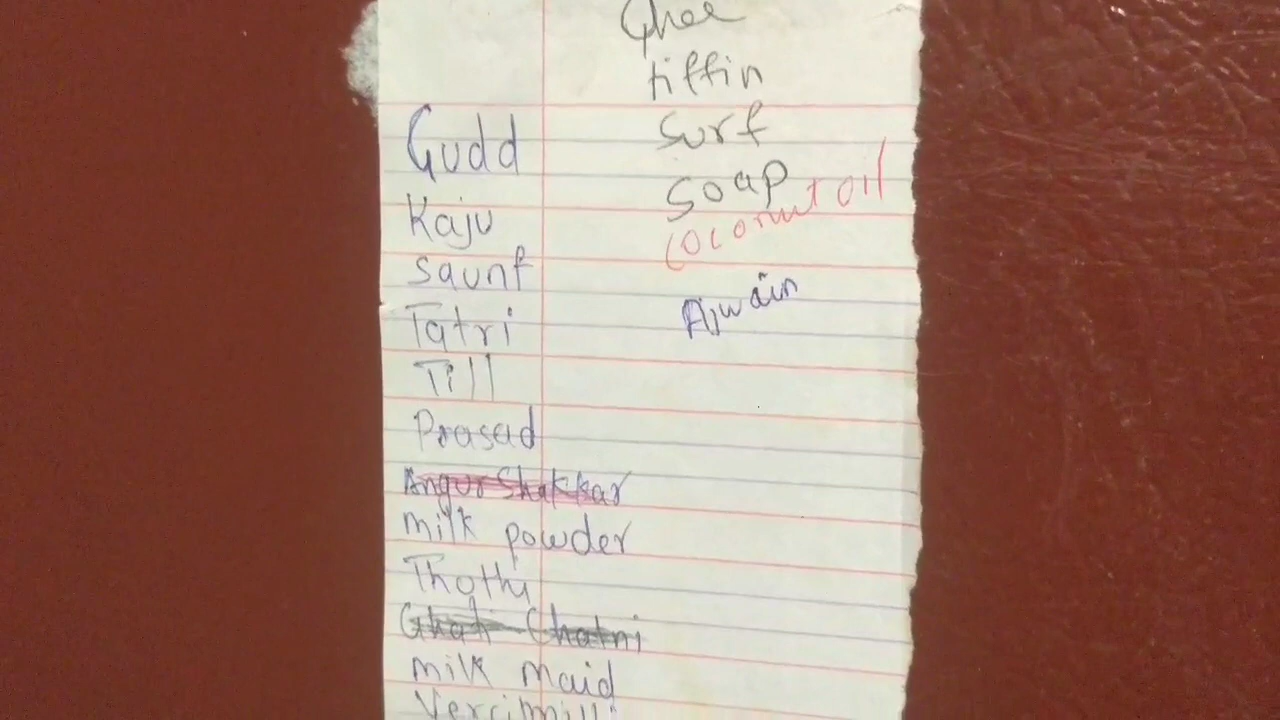 Ghee
tiffin
Surf
Soap
Coconut oil
Ajwain
Gudd
Kaju
Saunf
Tatri
Till
Prasad
Angur Shakkar
milk powder
Thothi
Ghati Chatni
milk maid